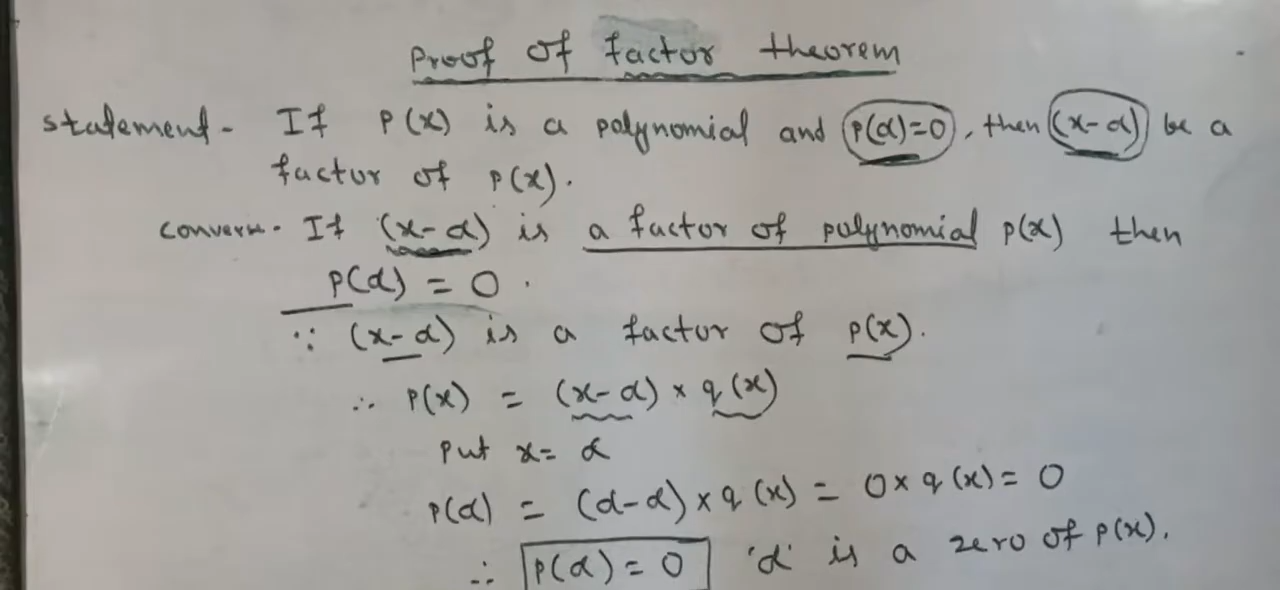 Proof of factor theorem
Statement - If P(x) is a polynomial and P(α)=0, then (x-α) be a
factor of P(x).
Converse - If (x-α) is a factor of polynomial p(x) then
P(α) = 0.
∵ (x-α) is a factor of p(x).
∴ P(x) = (x-α) × q(x)
Put x= α
P(α) = (α-α) × q(x) = 0 × q(x) = 0
∴ P(α) = 0 'α' is a zero of P(x).